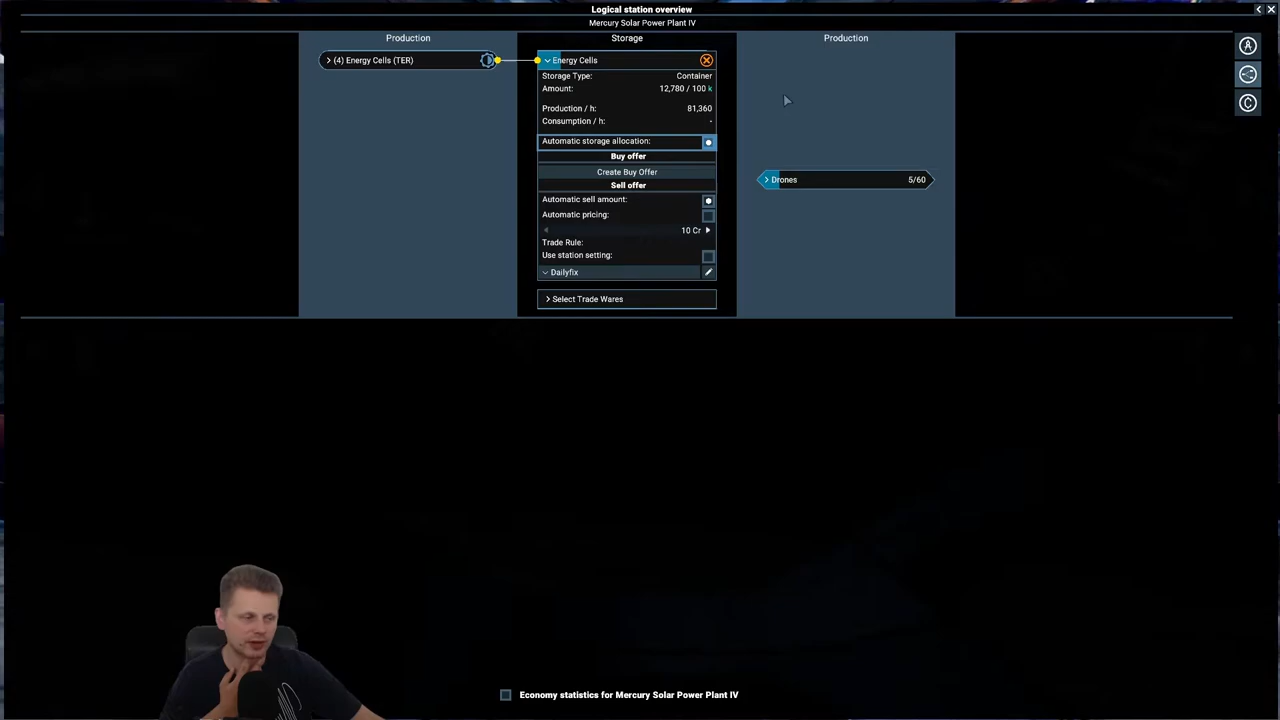 Logical station overview
Mercury Solar Power Plant IV
Production
Storage
Production
(4) Energy Cells (TER)
Energy Cells
Storage Type: Container
Amount: 12,780 / 100 k
Production / h: 81,360
Consumption / h: -
Automatic storage allocation:
Buy offer
Create Buy Offer
Sell offer
Automatic sell amount:
Automatic pricing:
10 Cr
Trade Rule:
Use station setting:
Dailyfix
Select Trade Wares
Drones 5/60
Economy statistics for Mercury Solar Power Plant IV